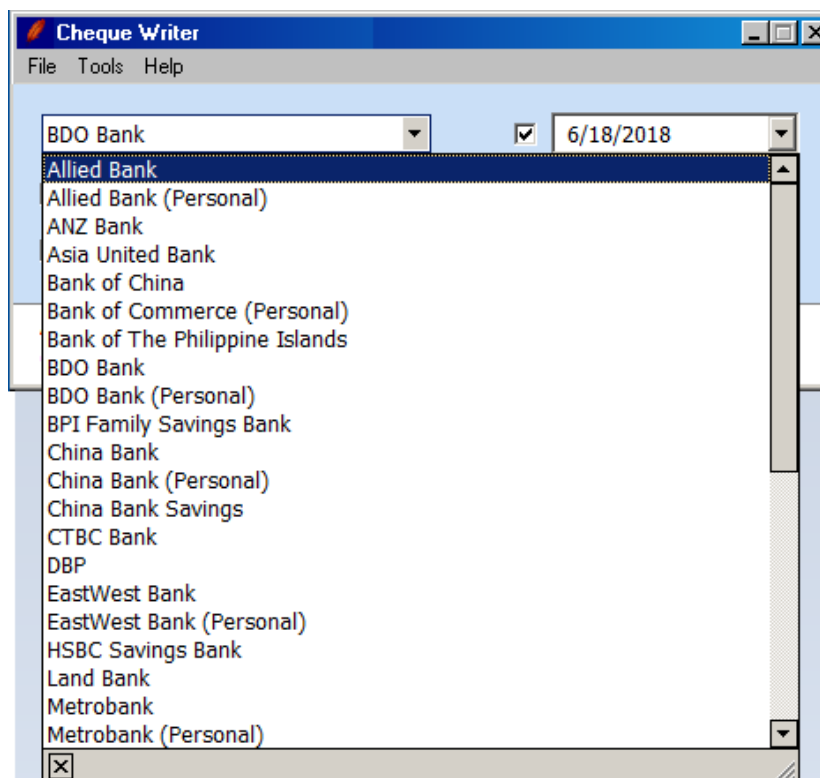 Cheque Writer
File Tools Help
BDO Bank 6/18/2018
Allied Bank
Allied Bank (Personal)
ANZ Bank
Asia United Bank
Bank of China
Bank of Commerce (Personal)
Bank of The Philippine Islands
BDO Bank
BDO Bank (Personal)
BPI Family Savings Bank
China Bank
China Bank (Personal)
China Bank Savings
CTBC Bank
DBP
EastWest Bank
EastWest Bank (Personal)
HSBC Savings Bank
Land Bank
Metrobank
Metrobank (Personal)